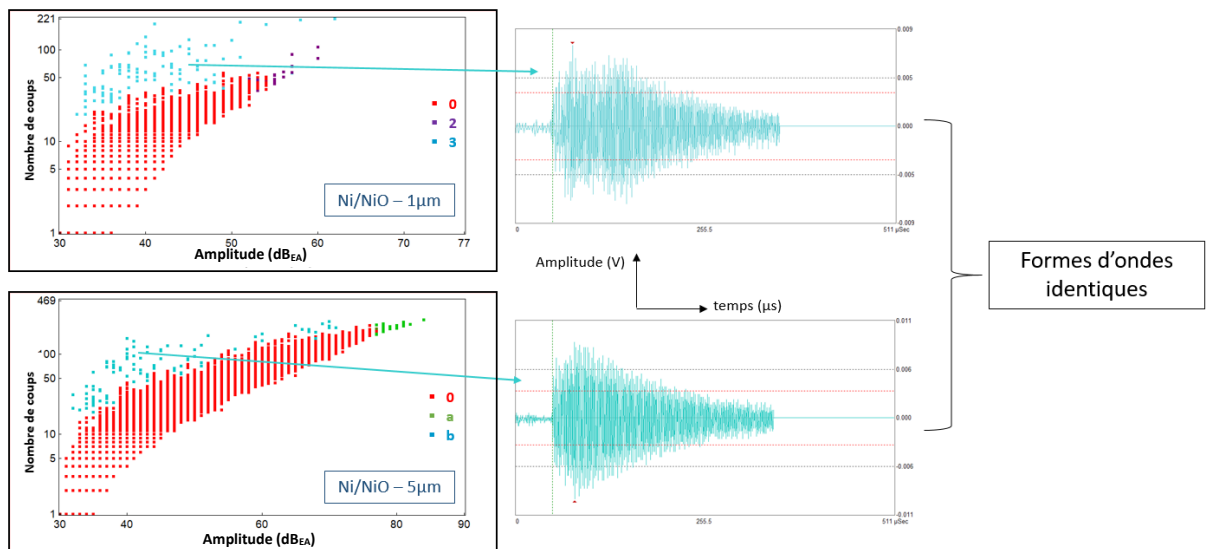 221
100
50
10
5
1
Nombre de coups
0
2
3
Ni/NiO – 1µm
30 40 50 60 70 77
Amplitude (dBEA)
0.009
0.005
0.000
-0.005
-0.009
0 255.5 511 µSec
Amplitude (V)
temps (µs)
Formes d'ondes
identiques
469
100
50
10
5
1
Nombre de coups
0
a
b
Ni/NiO – 5µm
30 40 60 80 90
Amplitude (dBEA)
0.011
0.006
0.000
-0.006
-0.011
0 255.5 511 µSec